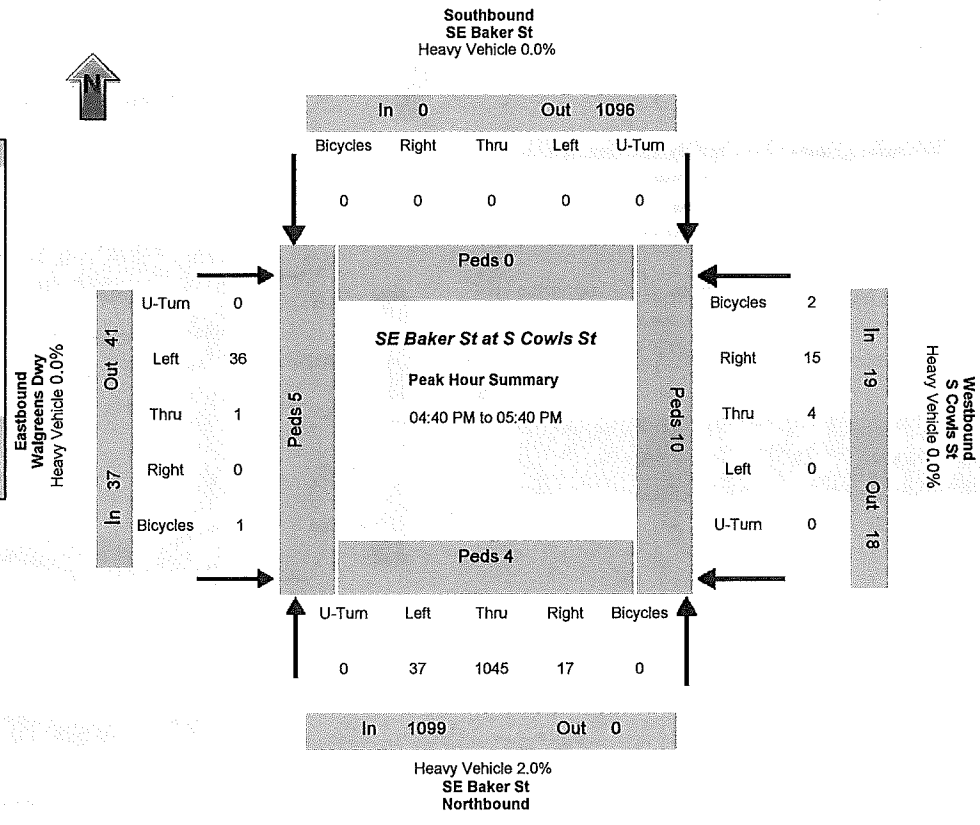 Southbound
SE Baker St
Heavy Vehicle 0.0%
N
In 0 Out 1096
Bicycles Right Thru Left U-Turn
0 0 0 0 0
Peds 0
Eastbound
Walgreens Dwy
Heavy Vehicle 0.0%
In 37 Out 41
U-Turn 0
Left 36
Thru 1
Right 0
Bicycles 1
Peds 5
SE Baker St at S Cowls St
Peak Hour Summary
04:40 PM to 05:40 PM
Peds 10
Bicycles 2
Right 15
Thru 4
Left 0
U-Turn 0
In 19 Out 18
Westbound
S Cowls St
Heavy Vehicle 0.0%
Peds 4
U-Turn Left Thru Right Bicycles
0 37 1045 17 0
In 1099 Out 0
Heavy Vehicle 2.0%
SE Baker St
Northbound